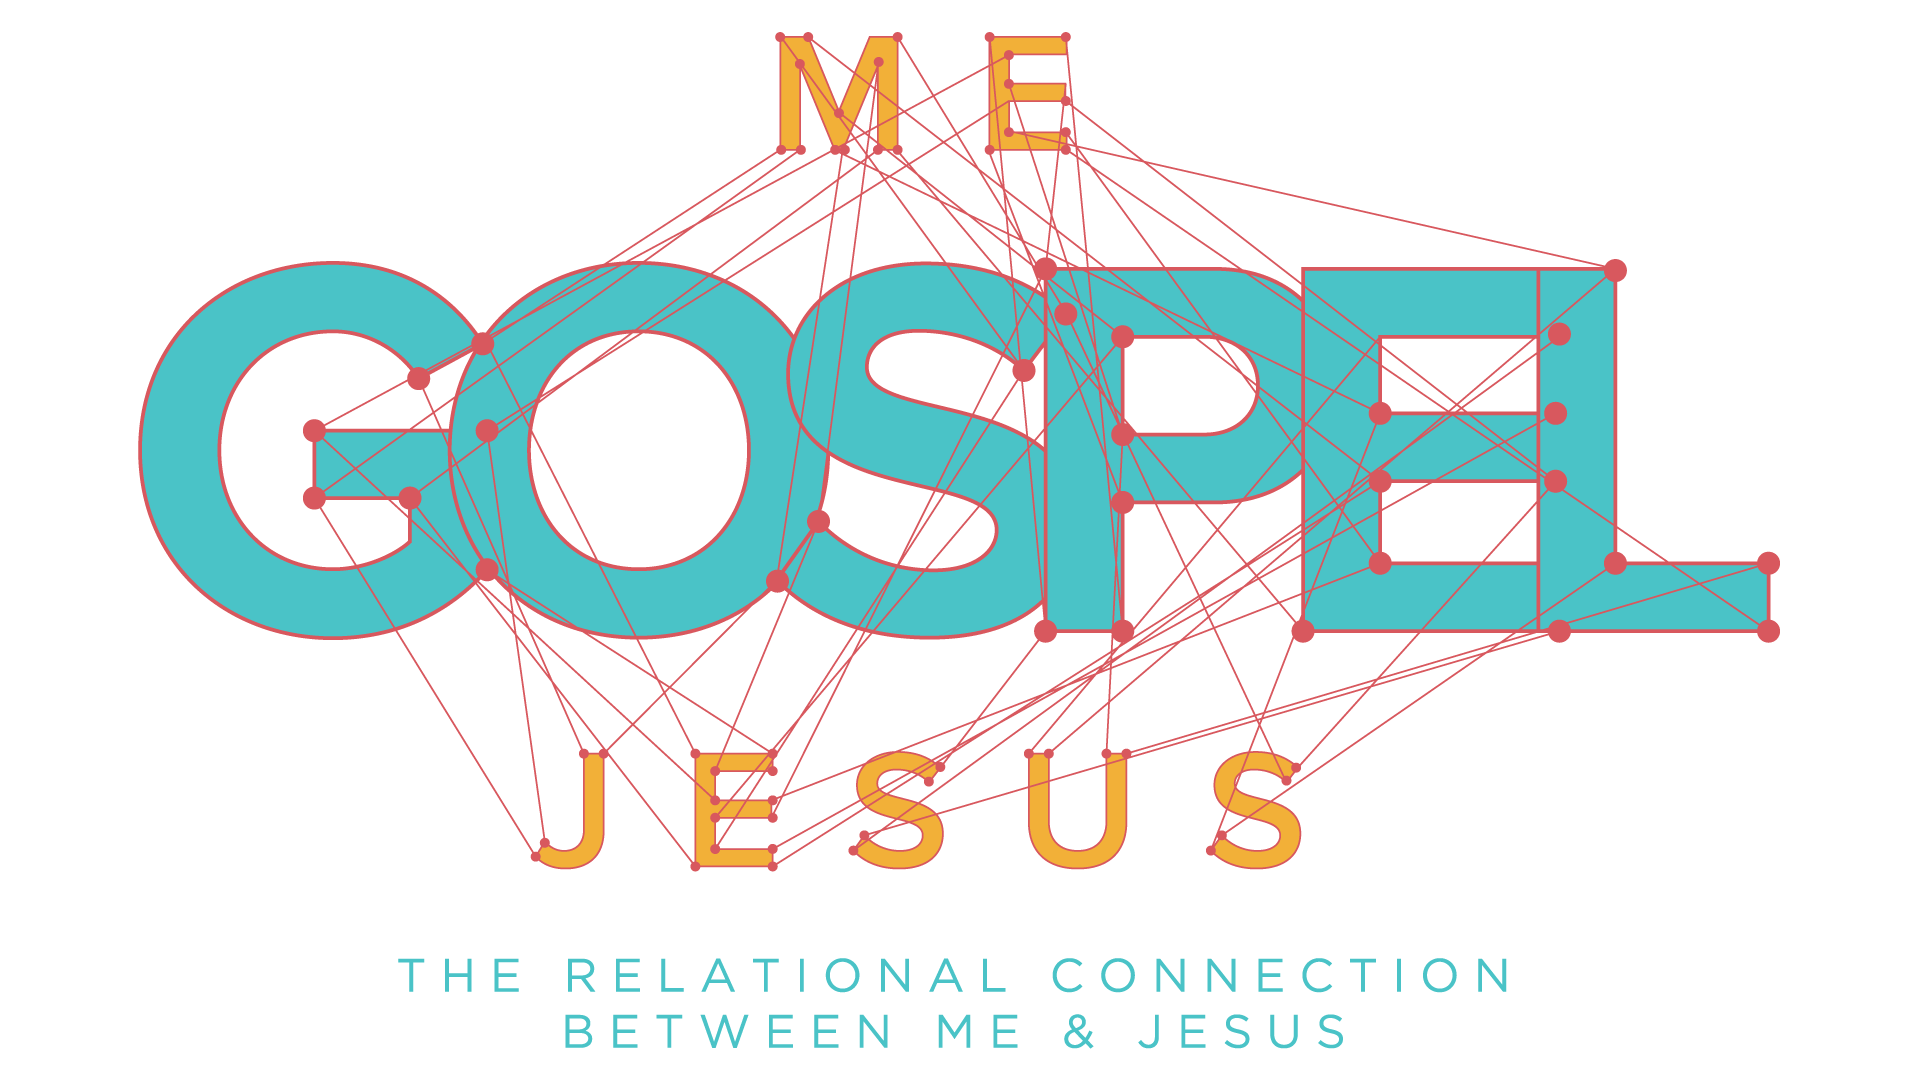 ME
GOSPEL
JESUS
THE RELATIONAL CONNECTION
BETWEEN ME & JESUS